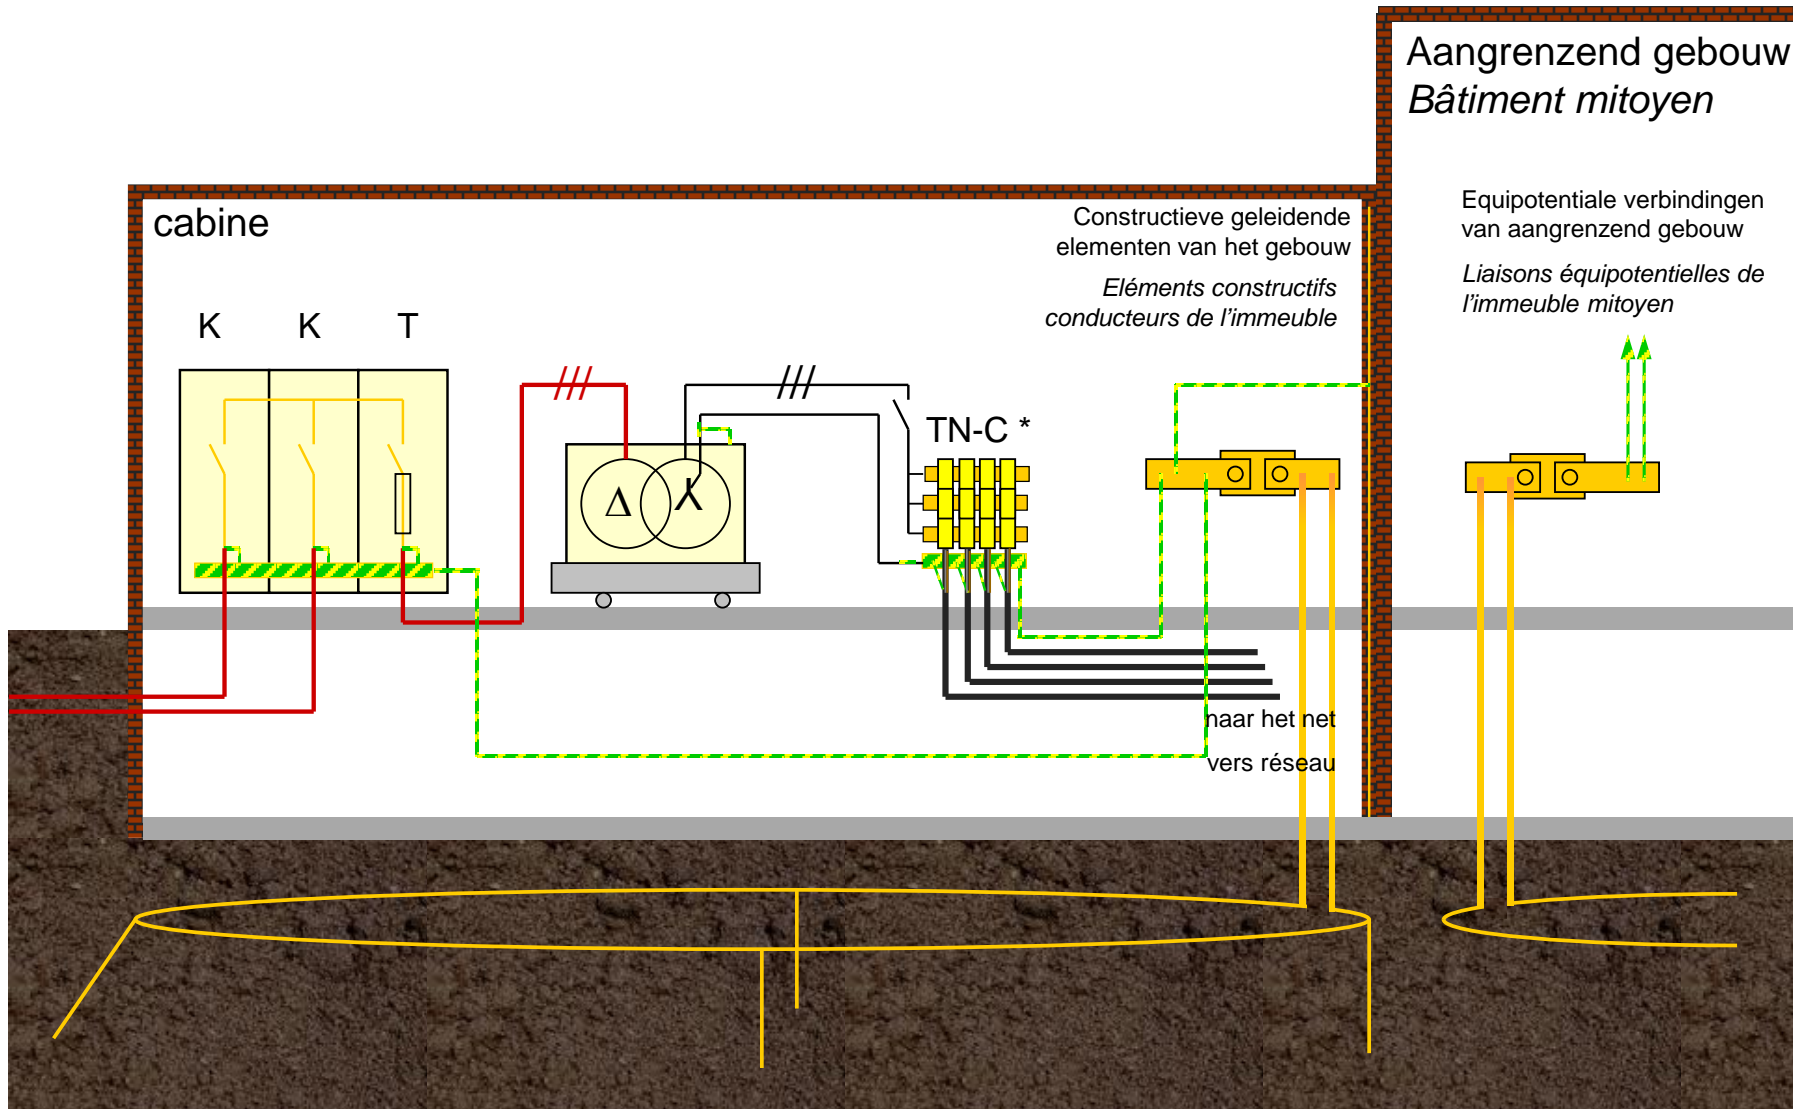 Aangrenzend gebouw
Bâtiment mitoyen
cabine
Constructieve geleidende
elementen van het gebouw
Eléments constructifs
conducteurs de l'immeuble
Equipotentiale verbindingen
van aangrenzend gebouw
Liaisons équipotentielles de
l'immeuble mitoyen
K K T
TN-C *
Δ
naar het net
vers réseau